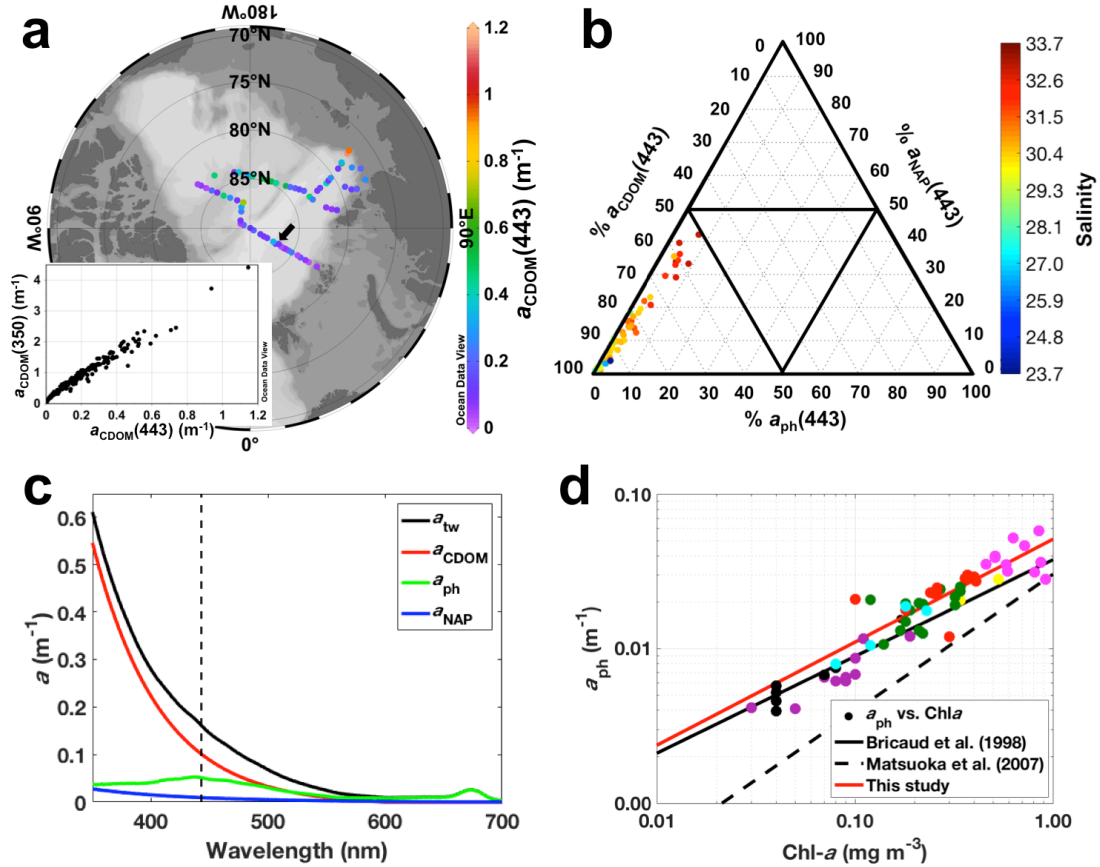 a
180°W
70°N
75°N
80°N
85°N
90°W
90°E
0°
1.2
1
0.8
0.6
0.4
0.2
0
aCDOM(443) (m⁻¹)
Ocean Data View
4
3
2
1
0
0
0.2
0.4
0.6
0.8
1
1.2
aCDOM(350) (m⁻¹)
aCDOM(443) (m⁻¹)
Ocean Data View
b
0
10
20
30
40
50
60
70
80
90
100
100
90
80
70
60
50
40
30
20
10
0
0
10
20
30
40
50
60
70
80
90
100
% aCDOM(443)
% aNAP(443)
% aph(443)
33.7
32.6
31.5
30.4
29.3
28.1
27.0
25.9
24.8
23.7
Salinity
c
0.6
0.5
0.4
0.3
0.2
0.1
0
400
500
600
700
a (m⁻¹)
Wavelength (nm)
atw
aCDOM
aph
aNAP
d
0.10
0.01
0.00
0.01
0.10
1.00
aph (m⁻¹)
Chl-a (mg m⁻³)
aph vs. Chla
Bricaud et al. (1998)
Matsuoka et al. (2007)
This study